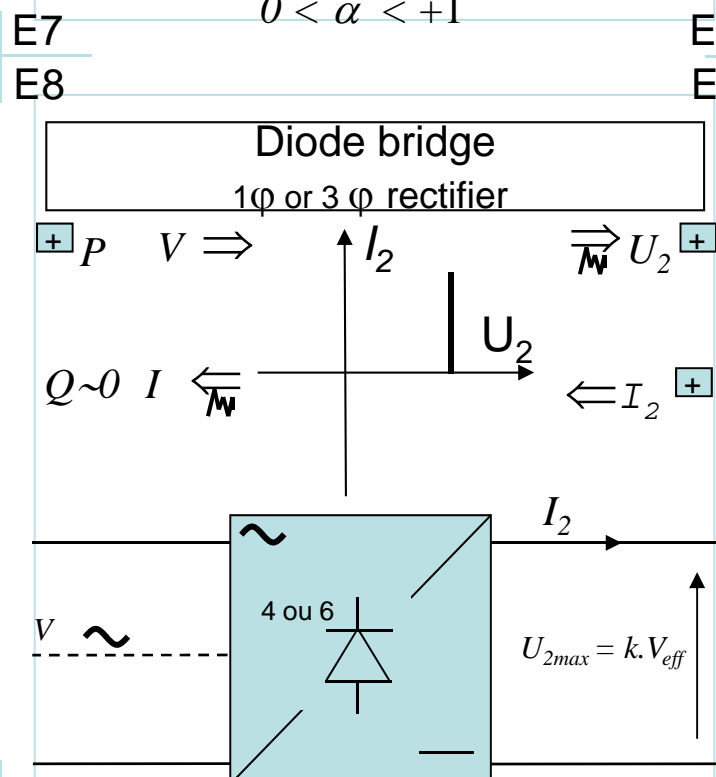 0 < α < +1
E7 E
E8 E
Diode bridge
1φ or 3 φ rectifier
+ P V ⇒ I₂ ⇒ U₂ +
U₂
Q~0 I ⇐ ⇐ I₂ +
I₂
4 ou 6
V ~ U₂ₘₐₓ = k.V_eff